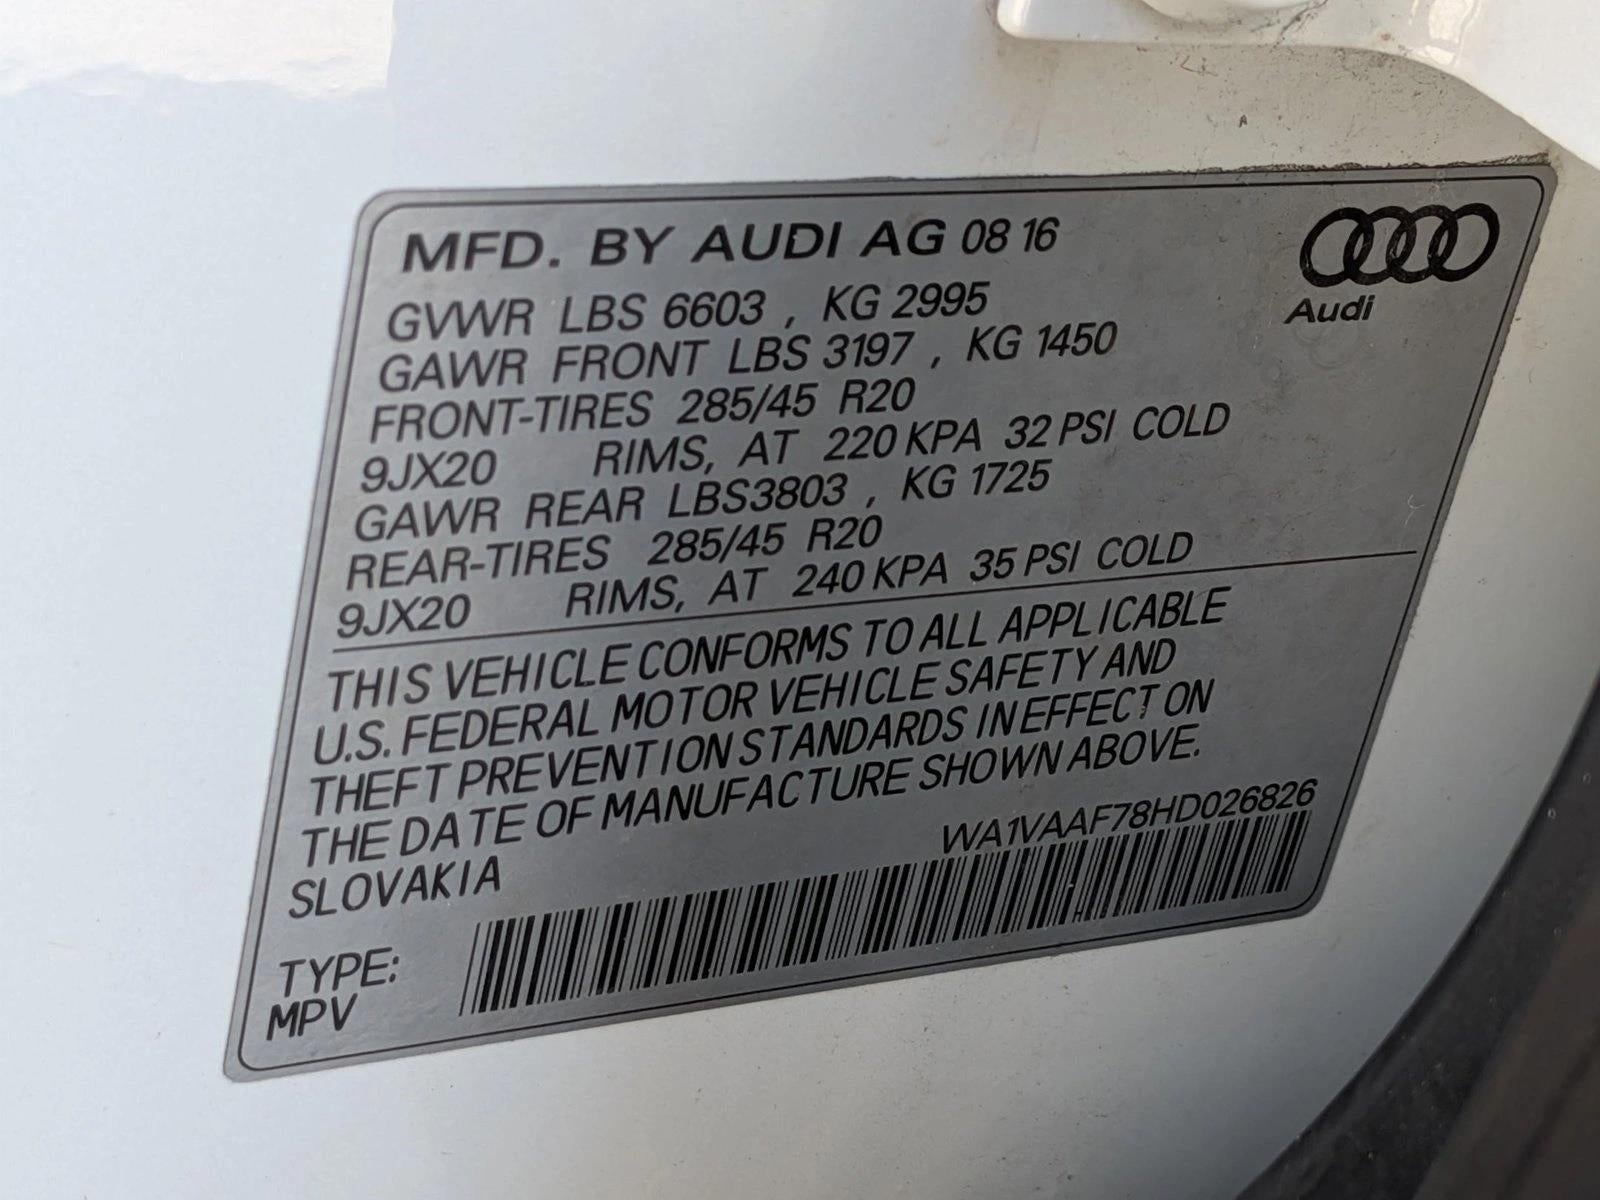 MFD. BY AUDI AG 08 16
Audi
GVWR LBS 6603 , KG 2995
GAWR FRONT LBS 3197 , KG 1450
FRONT-TIRES 285/45 R20
9JX20 RIMS, AT 220 KPA 32 PSI COLD
GAWR REAR LBS3803 , KG 1725
REAR-TIRES 285/45 R20
9JX20 RIMS, AT 240 KPA 35 PSI COLD
THIS VEHICLE CONFORMS TO ALL APPLICABLE
U.S. FEDERAL MOTOR VEHICLE SAFETY AND
THEFT PREVENTION STANDARDS IN EFFECT ON
THE DATE OF MANUFACTURE SHOWN ABOVE.
SLOVAKIA
WA1VAAF78HD026826
TYPE:
MPV